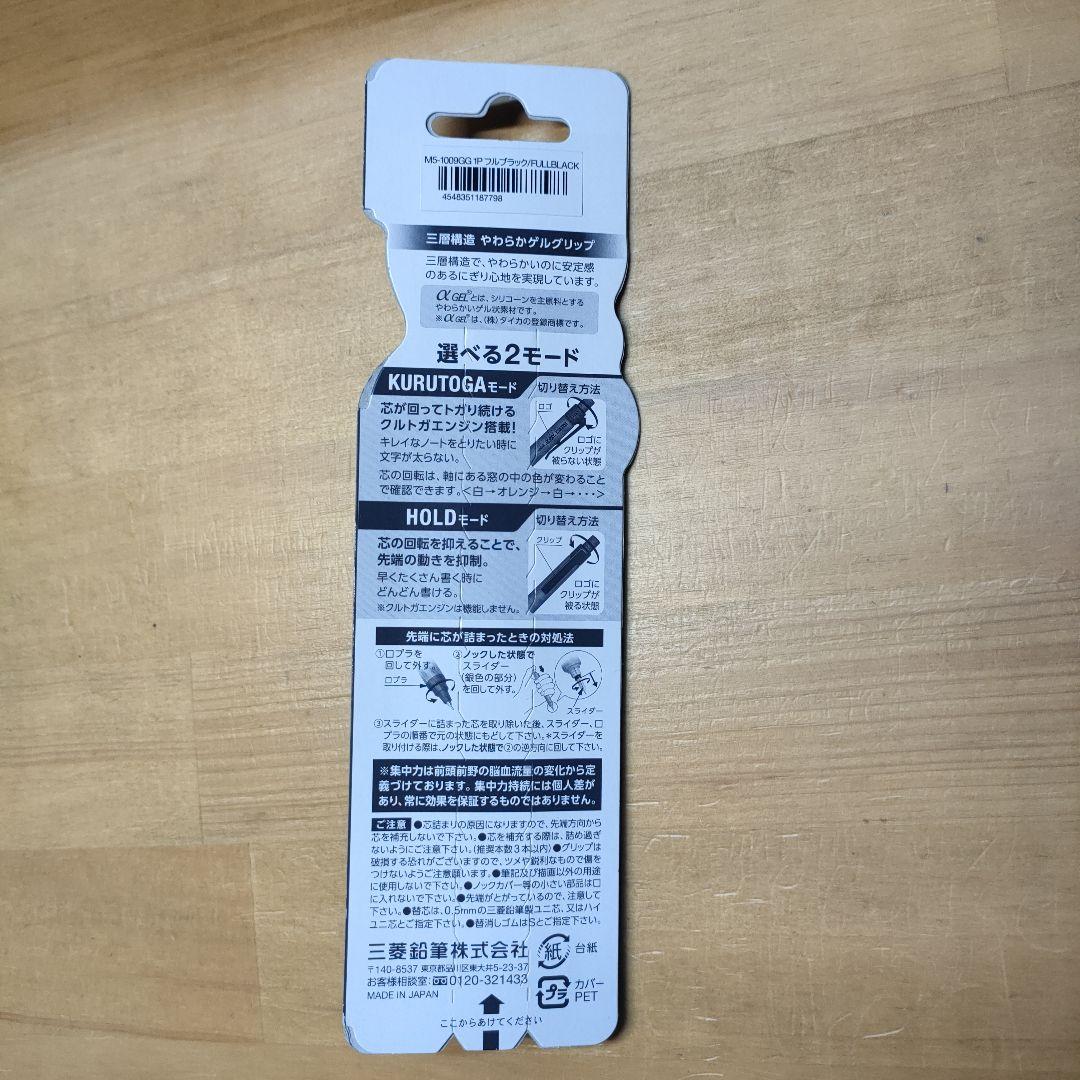 M5-1009GG 1P フルブラック/FULLBLACK
4548351187798
三層構造 やわらかゲルグリップ
三層構造で、やわらかいのに安定感
のあるにぎり心地を実現しています。
αGEL®とは、シリコーンを主原料とする
やわらかいゲル状素材です。
※αGEL®は、(株)タイカの登録商標です。
選べる2モード
KURUTOGAモード 切り替え方法
芯が回ってトガり続ける
クルトガエンジン搭載!
キレイなノートをとりたい時に
文字が太らない。
ロゴ
ロゴに
クリップが
被らない状態
芯の回転は、軸にある窓の中の色が変わること
で確認できます。<白→オレンジ→白→・・・>
HOLDモード 切り替え方法
芯の回転を抑えることで、
先端の動きを抑制。
早くたくさん書く時に
どんどん書ける。
※クルトガエンジンは機能しません。
クリップ
ロゴに
クリップが
被る状態
先端に芯が詰まったときの対処法
①口プラを
回して外す。
口プラ
②ノックした状態で
スライダー
(銀色の部分)
を回して外す。
スライダー
③スライダーに詰まった芯を取り除いた後、スライダー、口
プラの順番で元の状態にもどして下さい。*スライダーを
取り付ける際は、ノックした状態で②の逆方向に回して下さい。
※集中力は前頭前野の脳血流量の変化から定
義づけております。集中力持続には個人差が
あり、常に効果を保証するものではありません。
ご注意 ●芯詰まりの原因になりますので、先端方向から
芯を補充しないで下さい。●芯を補充する際は、詰め過ぎ
ないようにご注意下さい。(推奨本数3本以内)●グリップは
破損する恐れがございますので、ツメや鋭利なもので傷を
つけないようご注意願います。●筆記及び描画以外の用途
に使用しないで下さい。●ノックカバー等の小さい部品は口
に入れないで下さい。●先端がとがっているので、注意して
下さい。●替芯は、0.5mmの三菱鉛筆製ユニ芯、又はハイ
ユニ芯とご指定下さい。●替消しゴムはSとご指定下さい。
三菱鉛筆株式会社
〒140-8537 東京都品川区東大井5-23-37
お客様相談室:0120-321433
MADE IN JAPAN
紙 台紙
プラ カバー
PET
ここからあけてください